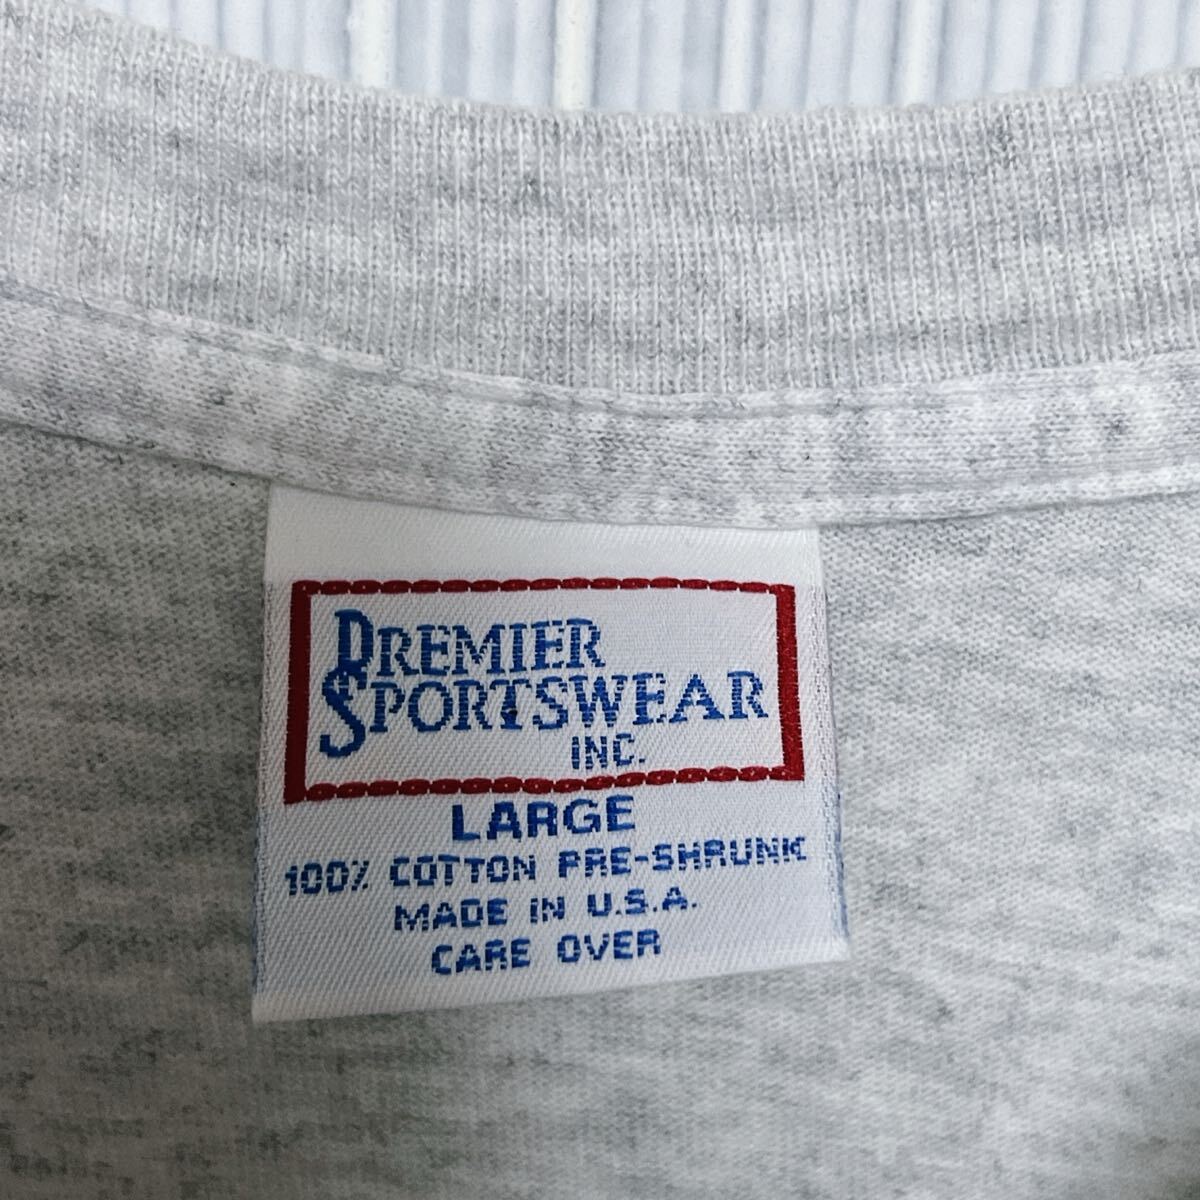 PREMIER
SPORTSWEAR
INC.
LARGE
100% COTTON PRE-SHRUNK
MADE IN U.S.A.
CARE OVER